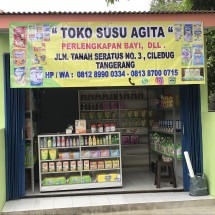 " TOKO SUSU AGITA "
PERLENGKAPAN BAYI, DLL .
JLN. TANAH SERATUS NO. 3 , CILEDUG
TANGERANG
HP / WA : 0812 8990 0334 - 0813 8700 0715